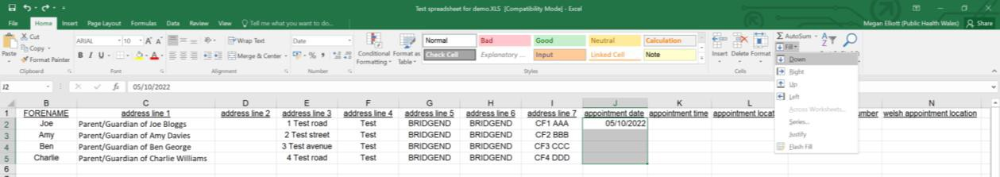 Test spreadsheet for demo.XLS [Compatibility Mode] - Excel
File Home Insert Page Layout Formulas Data Review View Tell me what you want to do... Megan Elliott (Public Health Wales) Share
Cut
Copy
Format Painter
Paste
Clipboard
ARIAL 10
B I U
Font
Wrap Text
Merge & Center
Alignment
Date
% ,
Number
Conditional Formatting
Format as Table
Normal Bad Good Neutral Calculation
Check Cell Explanatory ... Input Linked Cell Note
Styles
Insert Delete Format
Cells
AutoSum
Fill
Down
Right
Up
Left
Across Worksheets...
Series...
Justify
Flash Fill
J2 fx 05/10/2022
B C D E F G H I J K L N
1 FORENAME address line 1 address line 2 address line 3 address line 4 address line 5 address line 6 address line 7 appointment date appointment time appointment locat umber welsh appointment location
2 Joe Parent/Guardian of Joe Bloggs 1 Test road Test BRIDGEND BRIDGEND CF1 AAA 05/10/2022
3 Amy Parent/Guardian of Amy Davies 2 Test street Test BRIDGEND BRIDGEND CF2 BBB
4 Ben Parent/Guardian of Ben George 3 Test avenue Test BRIDGEND BRIDGEND CF3 CCC
5 Charlie Parent/Guardian of Charlie Williams 4 Test road Test BRIDGEND BRIDGEND CF4 DDD
6